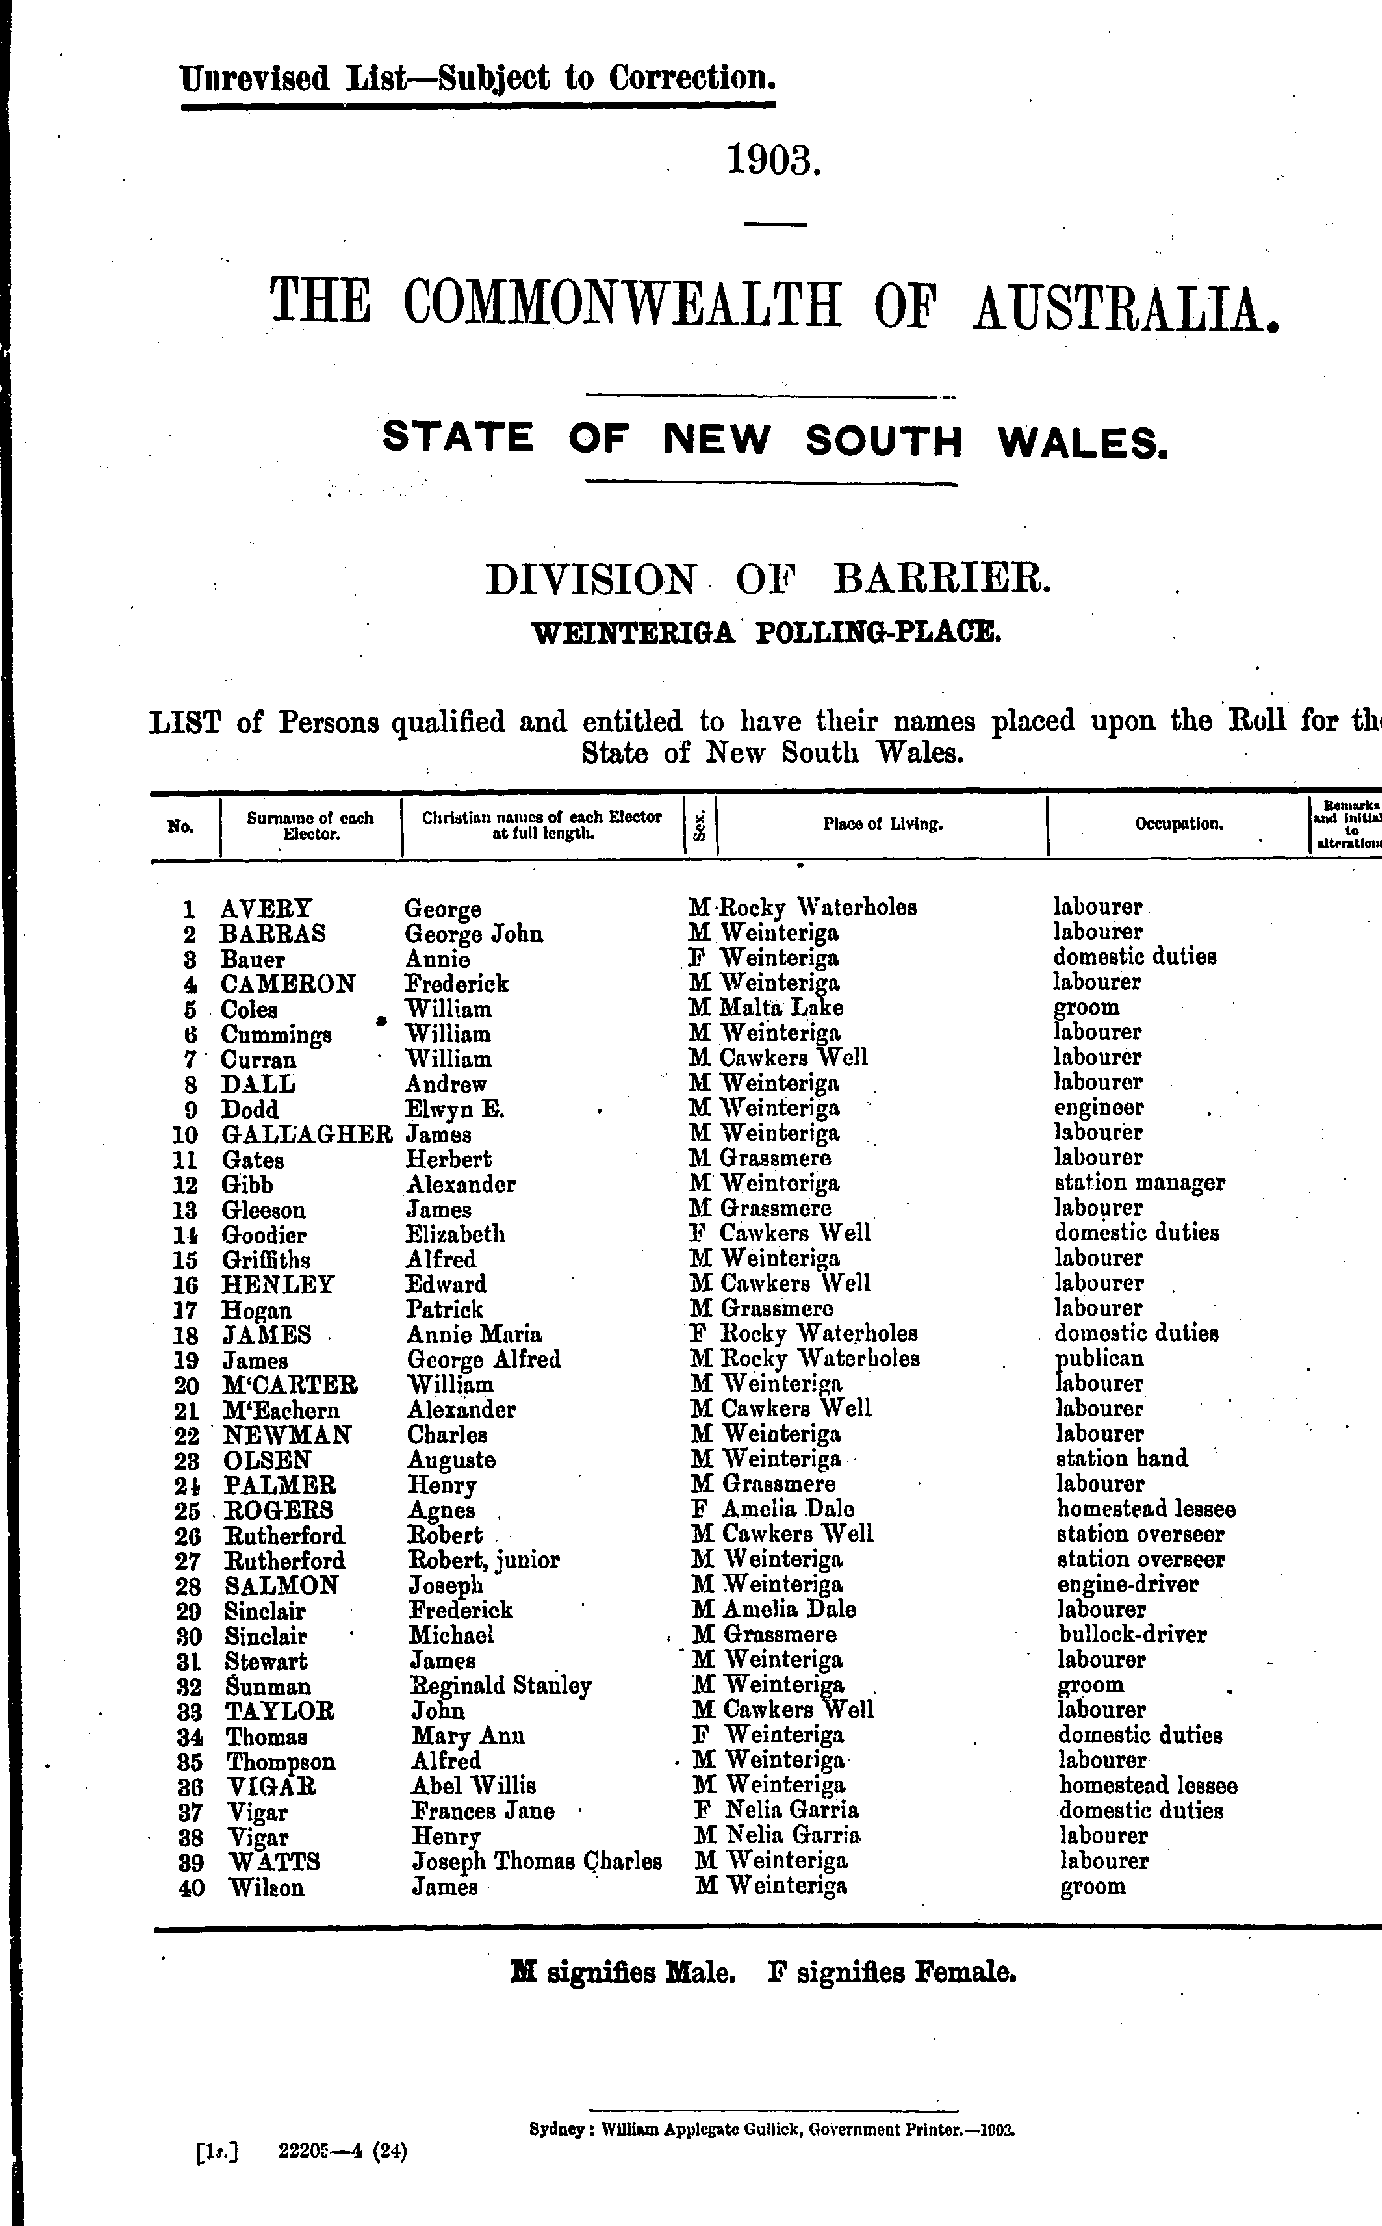 Unrevised List—Subject to Correction.
1903.
THE COMMONWEALTH OF AUSTRALIA.
STATE OF NEW SOUTH WALES.
DIVISION OF BARRIER.
WEINTERIGA POLLING-PLACE.
LIST of Persons qualified and entitled to have their names placed upon the Roll for the
State of New South Wales.
No. Surname of each Elector. Christian names of each Elector at full length. Sex. Place of Living. Occupation. Remarks and initial to alterations
1 AVERY George M Rocky Waterholes labourer
2 BARRAS George John M Weinteriga labourer
3 Bauer Annie F Weinteriga domestic duties
4 CAMERON Frederick M Weinteriga labourer
5 Coles William M Malta Lake groom
6 Cummings William M Weinteriga labourer
7 Curran William M Cawkers Well labourer
8 DALL Andrew M Weinteriga labourer
9 Dodd Elwyn E. M Weinteriga engineer
10 GALLAGHER James M Weinteriga labourer
11 Gates Herbert M Grassmere labourer
12 Gibb Alexander M Weinteriga station manager
13 Gleeson James M Grassmere labourer
14 Goodier Elizabeth F Cawkers Well domestic duties
15 Griffiths Alfred M Weinteriga labourer
16 HENLEY Edward M Cawkers Well labourer
17 Hogan Patrick M Grassmere labourer
18 JAMES Annie Maria F Rocky Waterholes domestic duties
19 James George Alfred M Rocky Waterholes publican
20 M'CARTER William M Weinteriga labourer
21 M'Eachern Alexander M Cawkers Well labourer
22 NEWMAN Charles M Weinteriga labourer
23 OLSEN Auguste M Weinteriga station hand
24 PALMER Henry M Grassmere labourer
25 ROGERS Agnes F Amelia Dale homestead lessee
26 Rutherford Robert M Cawkers Well station overseer
27 Rutherford Robert, junior M Weinteriga station overseer
28 SALMON Joseph M Weinteriga engine-driver
29 Sinclair Frederick M Amelia Dale labourer
30 Sinclair Michael M Grassmere bullock-driver
31 Stewart James M Weinteriga labourer
32 Sunman Reginald Stanley M Weinteriga groom
33 TAYLOR John M Cawkers Well labourer
34 Thomas Mary Ann F Weinteriga domestic duties
35 Thompson Alfred M Weinteriga labourer
36 VIGAR Abel Willis M Weinteriga homestead lessee
37 Vigar Frances Jane F Nelia Garria domestic duties
38 Vigar Henry M Nelia Garria labourer
39 WATTS Joseph Thomas Charles M Weinteriga labourer
40 Wilson James M Weinteriga groom
M signifies Male. F signifies Female.
Sydney: William Applegate Gullick, Government Printer.—1903.
[1s.] 22205—4 (24)